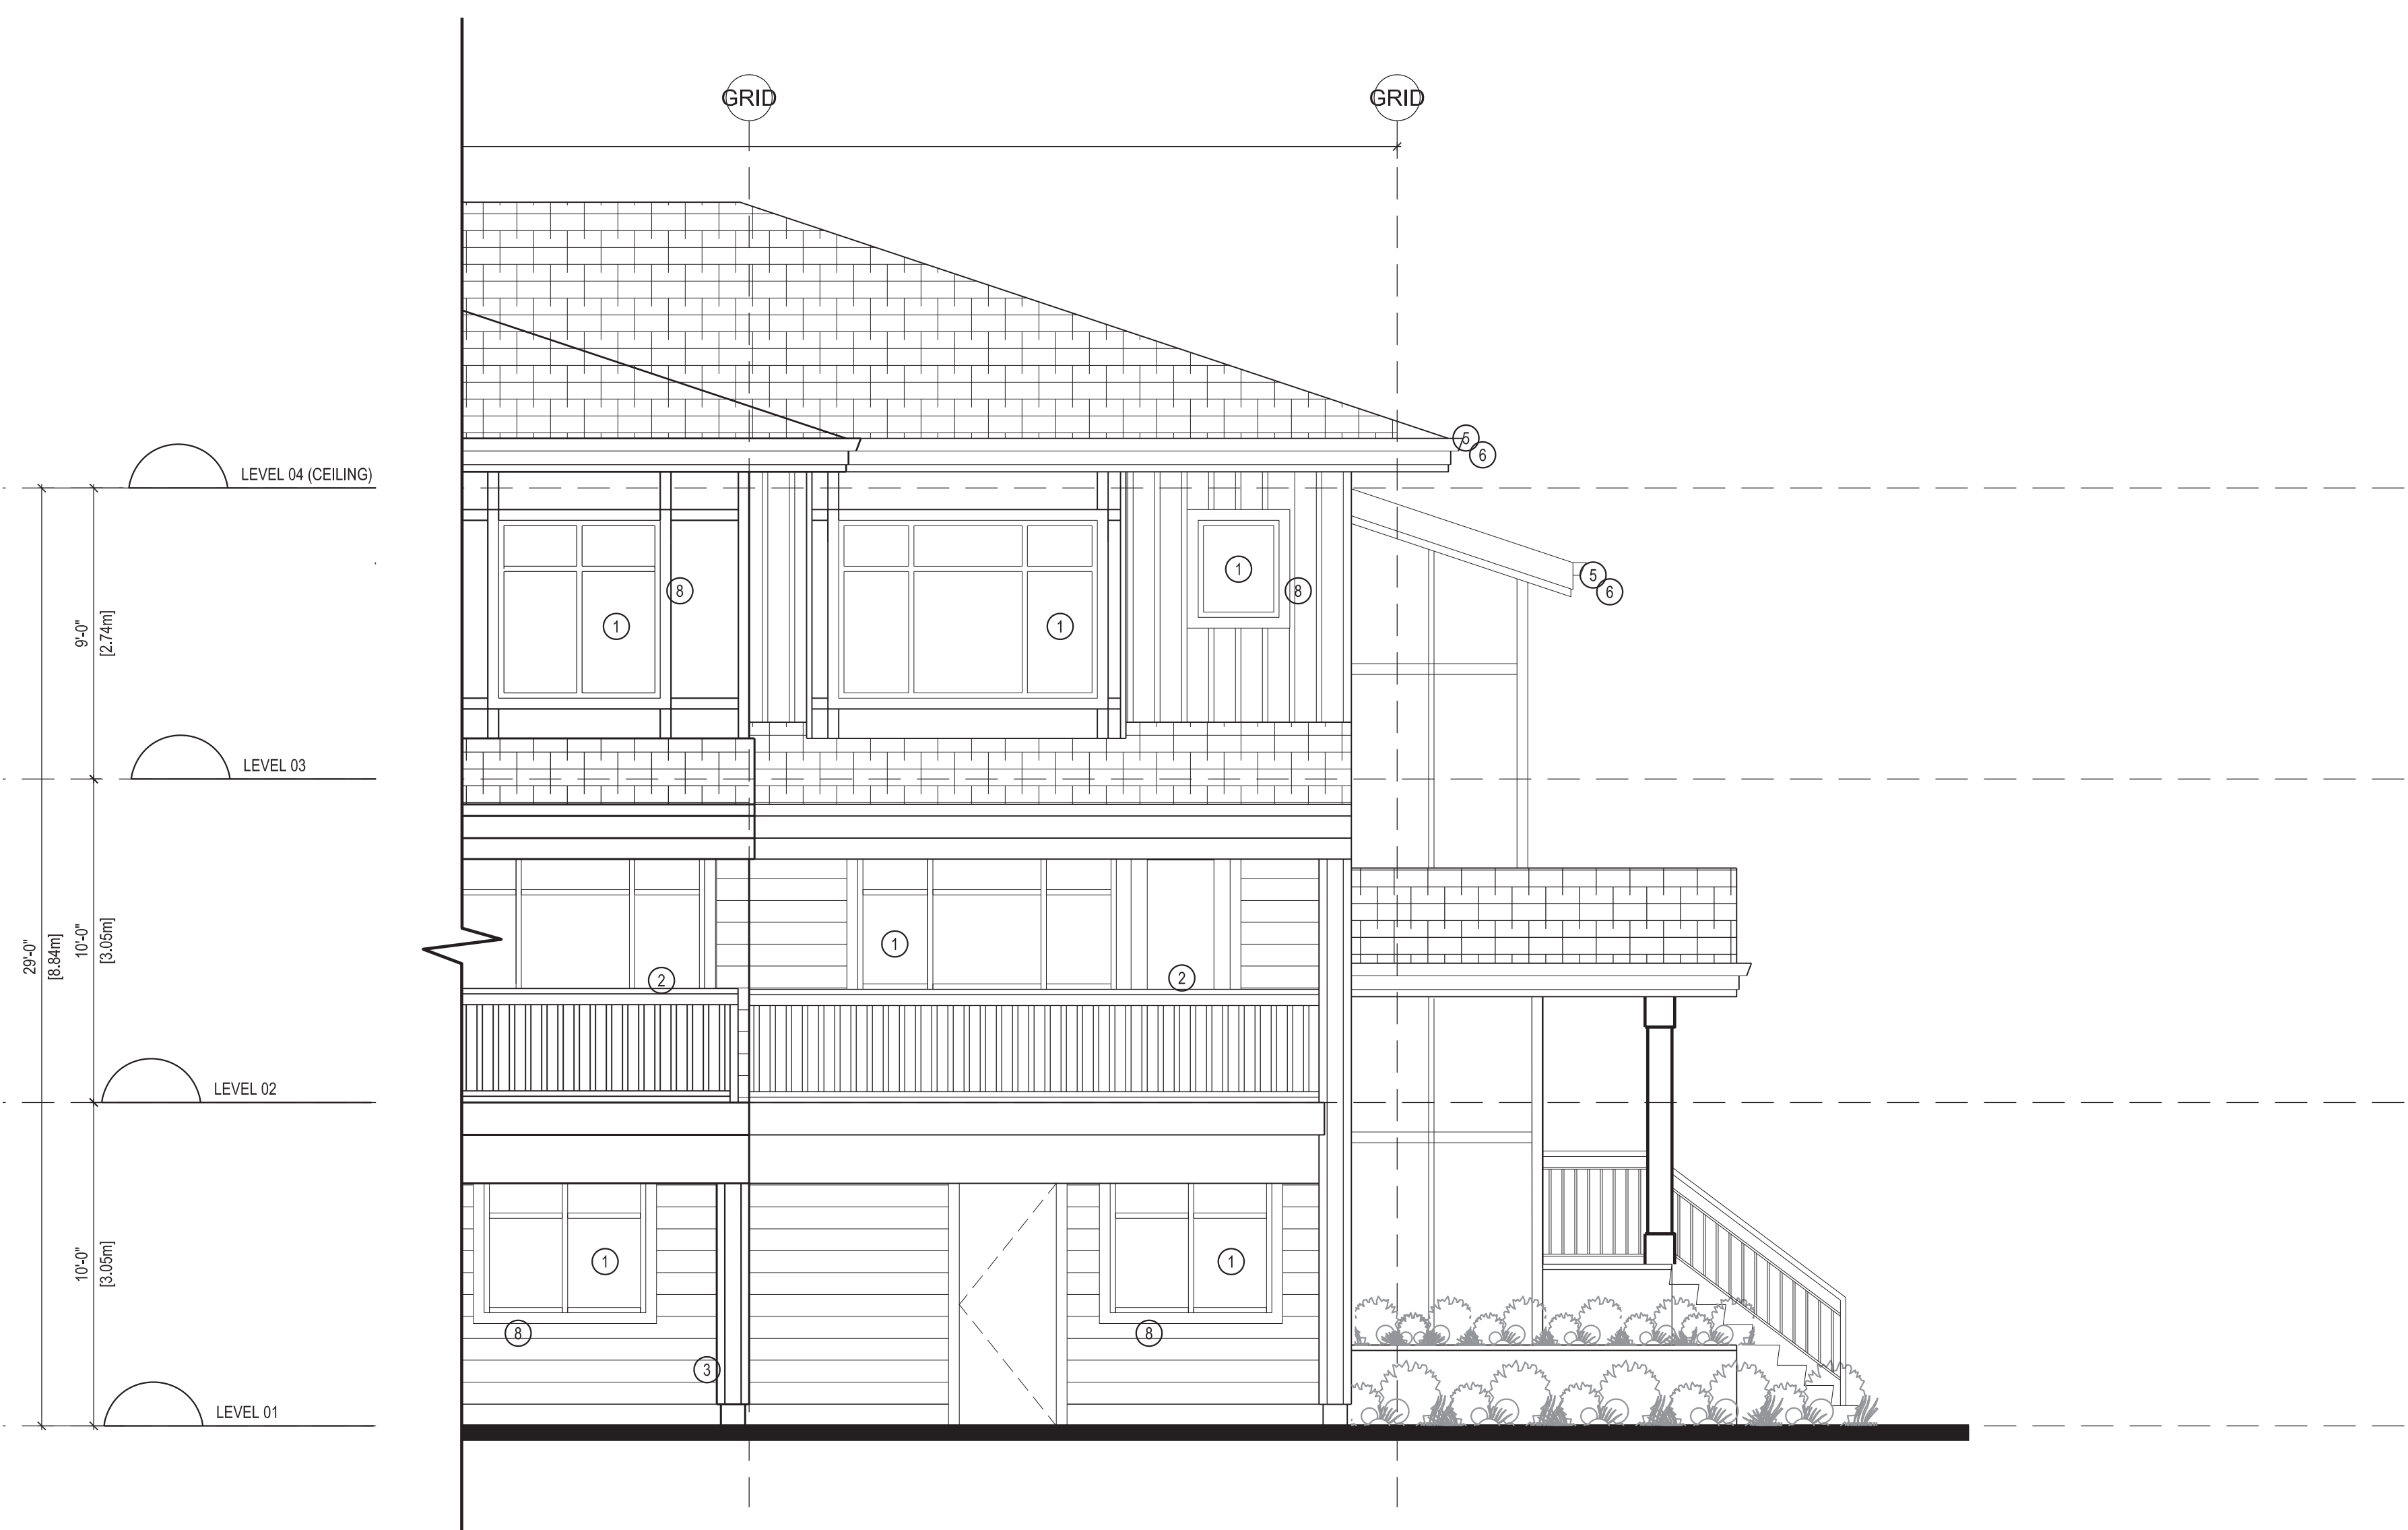 GRID
GRID
5
6
LEVEL 04 (CEILING)
1
8
5
6
8
9'-0"
[2.74m]
1
1
LEVEL 03
29'-0"
[8.84m]
10'-0"
[3.05m]
1
2
2
LEVEL 02
10'-0"
[3.05m]
1
1
8
8
3
LEVEL 01